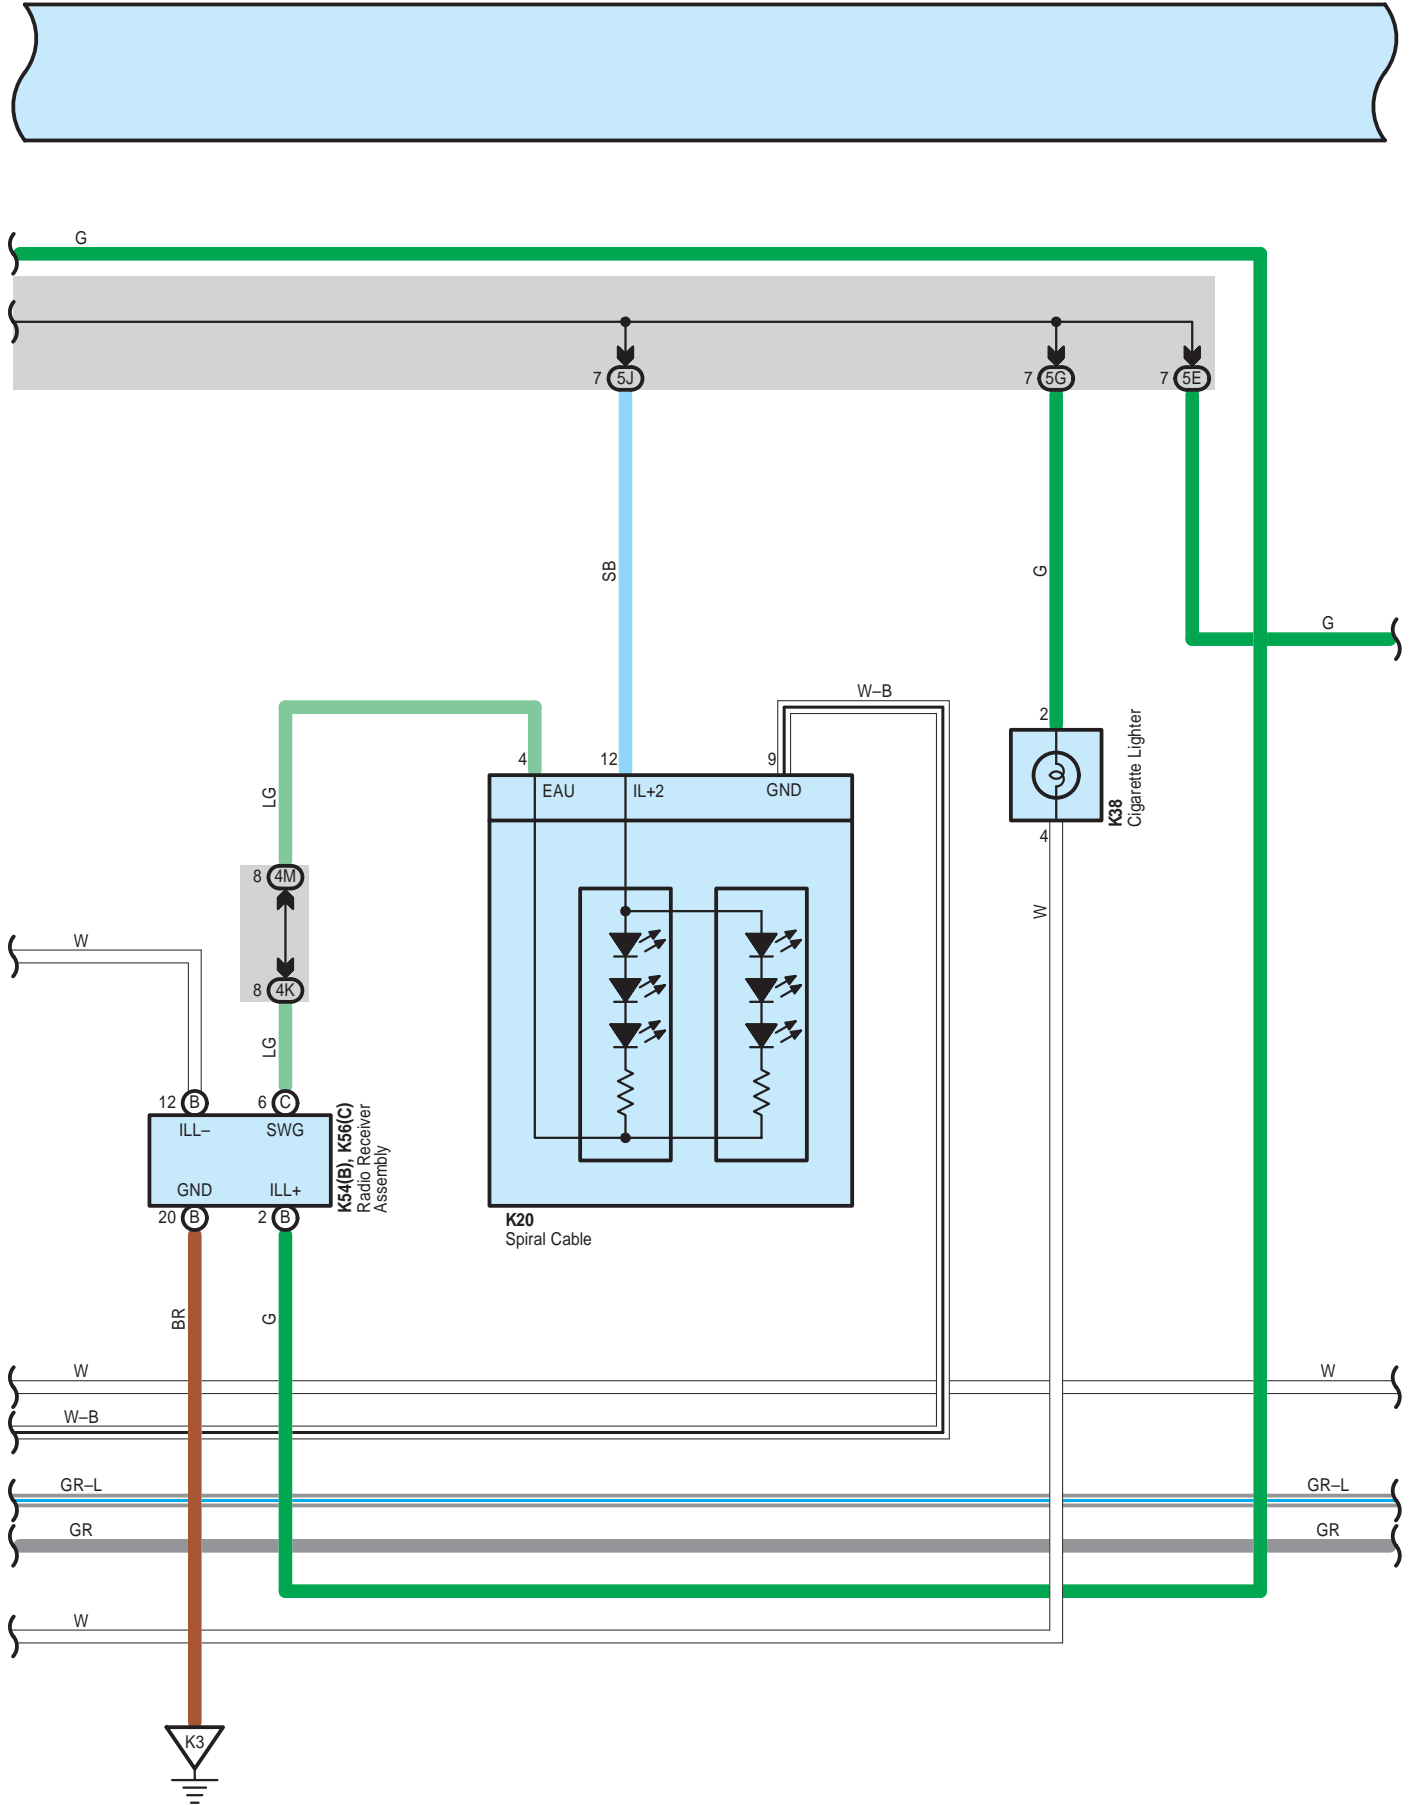 G
7 5J
7 5G
7 5E
SB
G
G
W–B
2
K38
Cigarette Lighter
4
W
4
12
9
EAU
IL+2
GND
LG
8 4M
W
8 4K
LG
12 B
6 C
ILL–
SWG
GND
ILL+
K54(B), K56(C)
Radio Receiver
Assembly
20 B
2 B
K20
Spiral Cable
BR
G
W
W
W–B
GR–L
GR–L
GR
GR
W
K3